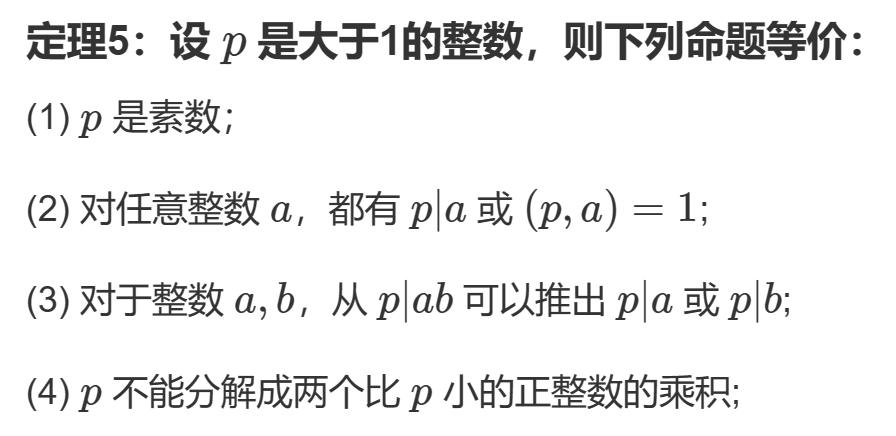 定理5：设 p 是大于1的整数，则下列命题等价：
(1) p 是素数；
(2) 对任意整数 a，都有 p|a 或 (p, a) = 1;
(3) 对于整数 a, b，从 p|ab 可以推出 p|a 或 p|b;
(4) p 不能分解成两个比 p 小的正整数的乘积;